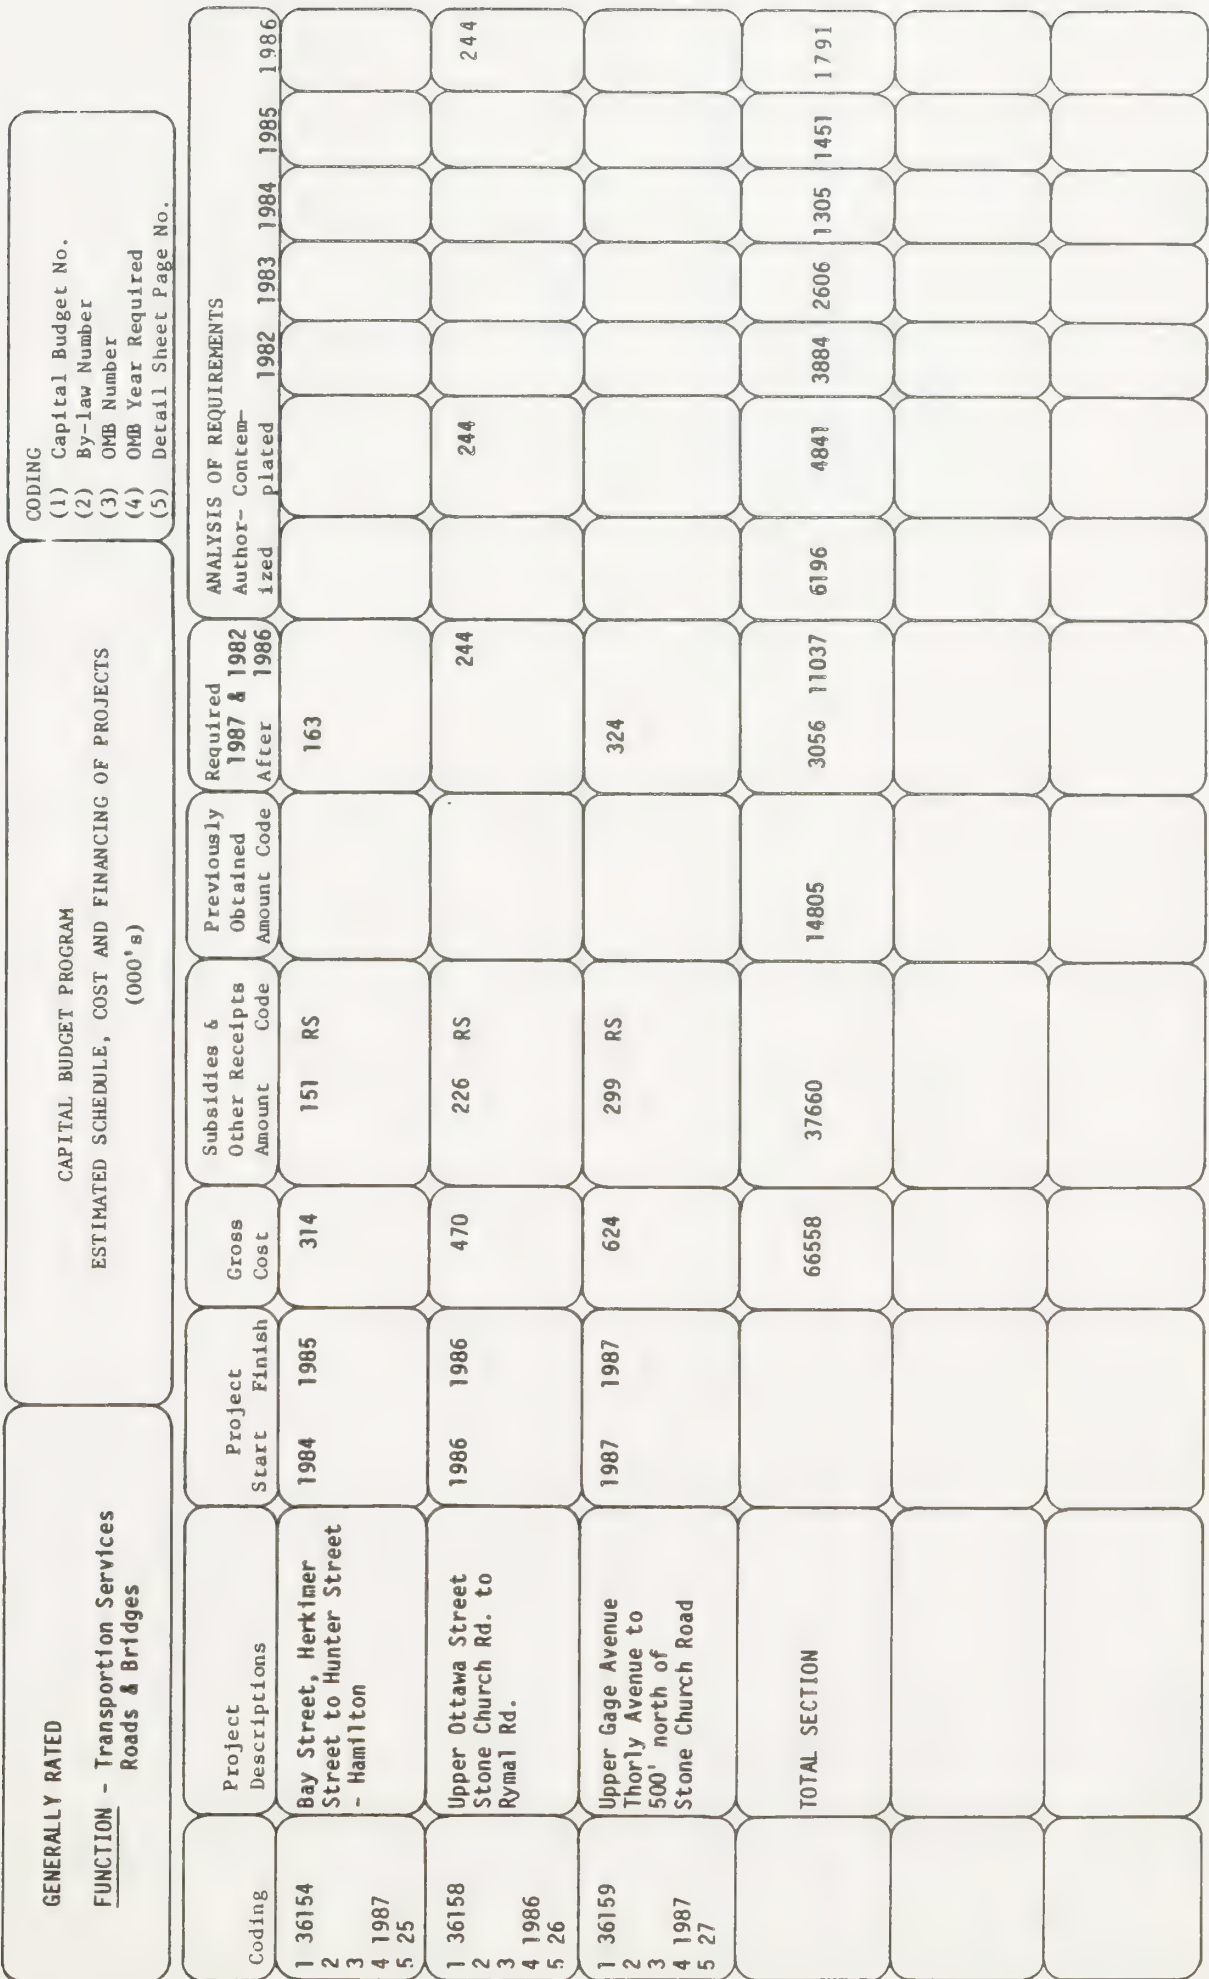 GENERALLY RATED
FUNCTION - Transportion Services
Roads & Bridges
CAPITAL BUDGET PROGRAM
ESTIMATED SCHEDULE, COST AND FINANCING OF PROJECTS
(000's)
CODING
(1) Capital Budget No.
(2) By-law Number
(3) OMB Number
(4) OMB Year Required
(5) Detail Sheet Page No.
Coding
Project
Descriptions
Project
Start Finish
Gross
Cost
Subsidies &
Other Receipts
Amount Code
Previously
Obtained
Amount Code
Required
1987 & 1982
After 1986
ANALYSIS OF REQUIREMENTS
Author- Contem-
ized plated 1982 1983 1984 1985 1986
1 36154
2
3
4 1987
5 25
Bay Street, Herkimer
Street to Hunter Street
- Hamilton
1984 1985 314 151 RS 163
1 36158
2
3
4 1986
5 26
Upper Ottawa Street
Stone Church Rd. to
Rymal Rd.
1986 1986 470 226 RS 244 244 244
1 36159
2
3
4 1987
5 27
Upper Gage Avenue
Thorly Avenue to
500' north of
Stone Church Road
1987 1987 624 299 RS 324
TOTAL SECTION 66558 37660 14805 3056 11037 6196 4841 3884 2606 1305 1451 1791